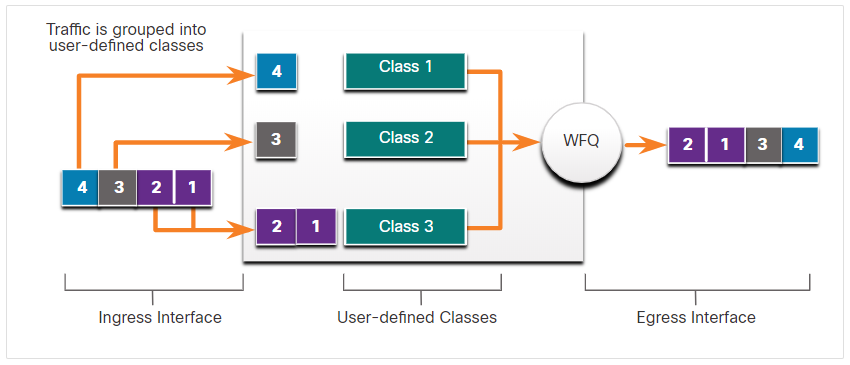 Traffic is grouped into
user-defined classes
4
Class 1
3
Class 2
WFQ
2 1 3 4
4 3 2 1
2 1
Class 3
Ingress Interface
User-defined Classes
Egress Interface